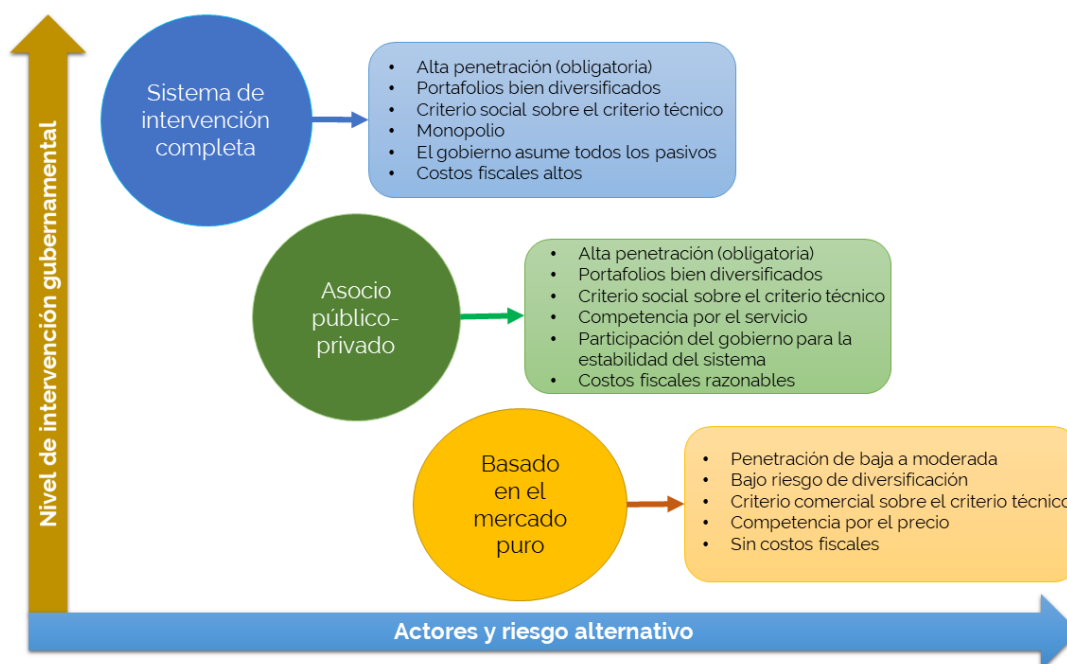 Nivel de intervención gubernamental
Sistema de
intervención
completa
• Alta penetración (obligatoria)
• Portafolios bien diversificados
• Criterio social sobre el criterio técnico
• Monopolio
• El gobierno asume todos los pasivos
• Costos fiscales altos
Asocio
público-
privado
• Alta penetración (obligatoria)
• Portafolios bien diversificados
• Criterio social sobre el criterio técnico
• Competencia por el servicio
• Participación del gobierno para la
estabilidad del sistema
• Costos fiscales razonables
Basado
en el
mercado
puro
• Penetración de baja a moderada
• Bajo riesgo de diversificación
• Criterio comercial sobre el criterio técnico
• Competencia por el precio
• Sin costos fiscales
Actores y riesgo alternativo